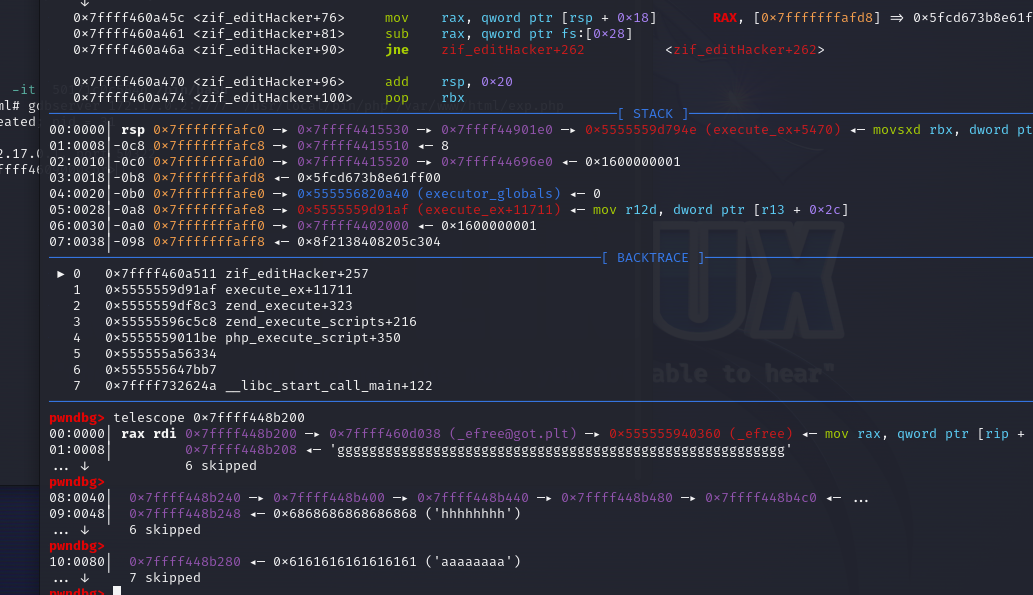 ↓
0×7ffff460a45c <zif_editHacker+76> mov rax, qword ptr [rsp + 0×18] RAX, [0×7fffffffafd8] ⇒ 0×5fcd673b8e61f
0×7ffff460a461 <zif_editHacker+81> sub rax, qword ptr fs:[0×28]
0×7ffff460a46a <zif_editHacker+90> jne zif_editHacker+262 <zif_editHacker+262>
-it
0×7ffff460a470 <zif_editHacker+96> add rsp, 0×20
0×7ffff460a474 <zif_editHacker+100> pop rbx
ml#
[ STACK ]
eated
00:0000│ rsp 0×7fffffffafc0 —▸ 0×7ffff4415530 —▸ 0×7ffff44901e0 —▸ 0×5555559d794e (execute_ex+5470) ◂— movsxd rbx, dword pt
01:0008│-0c8 0×7fffffffafc8 —▸ 0×7ffff4415510 ◂— 8
2.17.0
02:0010│-0c0 0×7fffffffafd0 —▸ 0×7ffff4415520 —▸ 0×7ffff44696e0 ◂— 0×1600000001
ffff46
03:0018│-0b8 0×7fffffffafd8 ◂— 0×5fcd673b8e61ff00
04:0020│-0b0 0×7fffffffafe0 —▸ 0×555556820a40 (executor_globals) ◂— 0
05:0028│-0a8 0×7fffffffafe8 —▸ 0×5555559d91af (execute_ex+11711) ◂— mov r12d, dword ptr [r13 + 0×2c]
06:0030│-0a0 0×7fffffffaff0 —▸ 0×7ffff4402000 ◂— 0×1600000001
07:0038│-098 0×7fffffffaff8 ◂— 0×8f2138408205c304
[ BACKTRACE ]
► 0 0×7ffff460a511 zif_editHacker+257
1 0×5555559d91af execute_ex+11711
2 0×5555559df8c3 zend_execute+323
3 0×55555596c5c8 zend_execute_scripts+216
4 0×5555559011be php_execute_script+350
5 0×555555a56334
6 0×555555647bb7
7 0×7ffff732624a __libc_start_call_main+122
UX
able to hear"
pwndbg> telescope 0×7ffff448b200
00:0000│ rax rdi 0×7ffff448b200 —▸ 0×7ffff460d038 (_efree@got.plt) —▸ 0×555555940360 (_efree) ◂— mov rax, qword ptr [rip +
01:0008│ 0×7ffff448b208 ◂— 'gggggggggggggggggggggggggggggggggggggggggggggggggggggggg'
... ↓ 6 skipped
pwndbg>
08:0040│ 0×7ffff448b240 —▸ 0×7ffff448b400 —▸ 0×7ffff448b440 —▸ 0×7ffff448b480 —▸ 0×7ffff448b4c0 ◂— ...
09:0048│ 0×7ffff448b248 ◂— 0×6868686868686868 ('hhhhhhhh')
... ↓ 6 skipped
pwndbg>
10:0080│ 0×7ffff448b280 ◂— 0×6161616161616161 ('aaaaaaaa')
... ↓ 7 skipped
pwndbg>